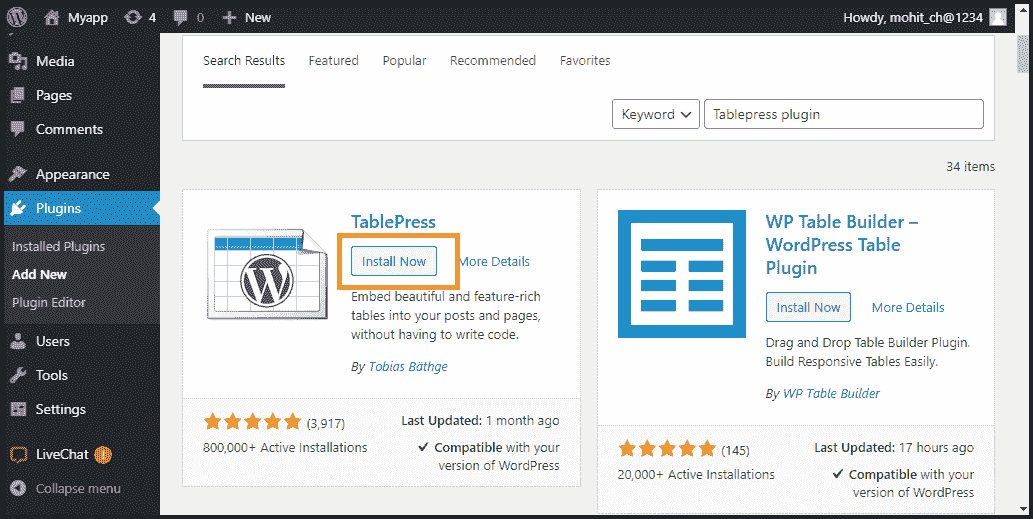 Myapp 4 0 New Howdy, mohit_ch@1234
Media
Pages
Comments
Appearance
Plugins
Installed Plugins
Add New
Plugin Editor
Users
Tools
Settings
LiveChat
Collapse menu
Search Results Featured Popular Recommended Favorites
Keyword Tablepress plugin
34 items
TablePress
Install Now More Details
Embed beautiful and feature-rich
tables into your posts and pages,
without having to write code.
By Tobias Bäthge
(3,917)
800,000+ Active Installations
Last Updated: 1 month ago
Compatible with your
version of WordPress
WP Table Builder –
WordPress Table
Plugin
Install Now More Details
Drag and Drop Table Builder Plugin.
Build Responsive Tables Easily.
By WP Table Builder
(145)
20,000+ Active Installations
Last Updated: 17 hours ago
Compatible with your
version of WordPress